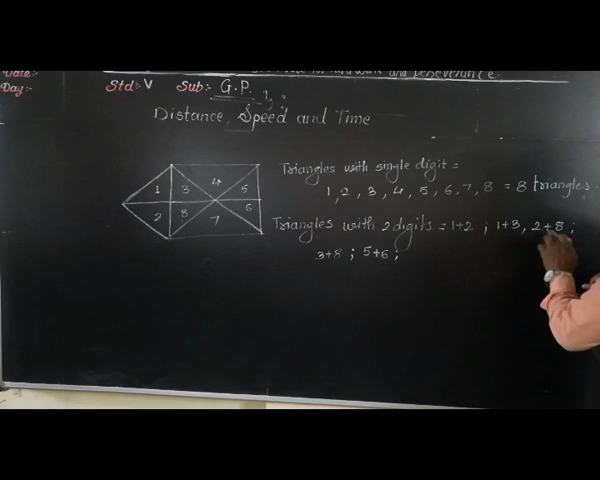 and perseverance.
Date:-
Day:-
Std:- V Sub:- G.P.
Distance, Speed and Time
1 3 4 5
2 8 7 6
Triangles with single digit =
1, 2, 3, 4, 5, 6, 7, 8 = 8 triangles.
Triangles with 2 digits = 1+2 ; 1+3, 2+8 ;
3+8 ; 5+6 ;